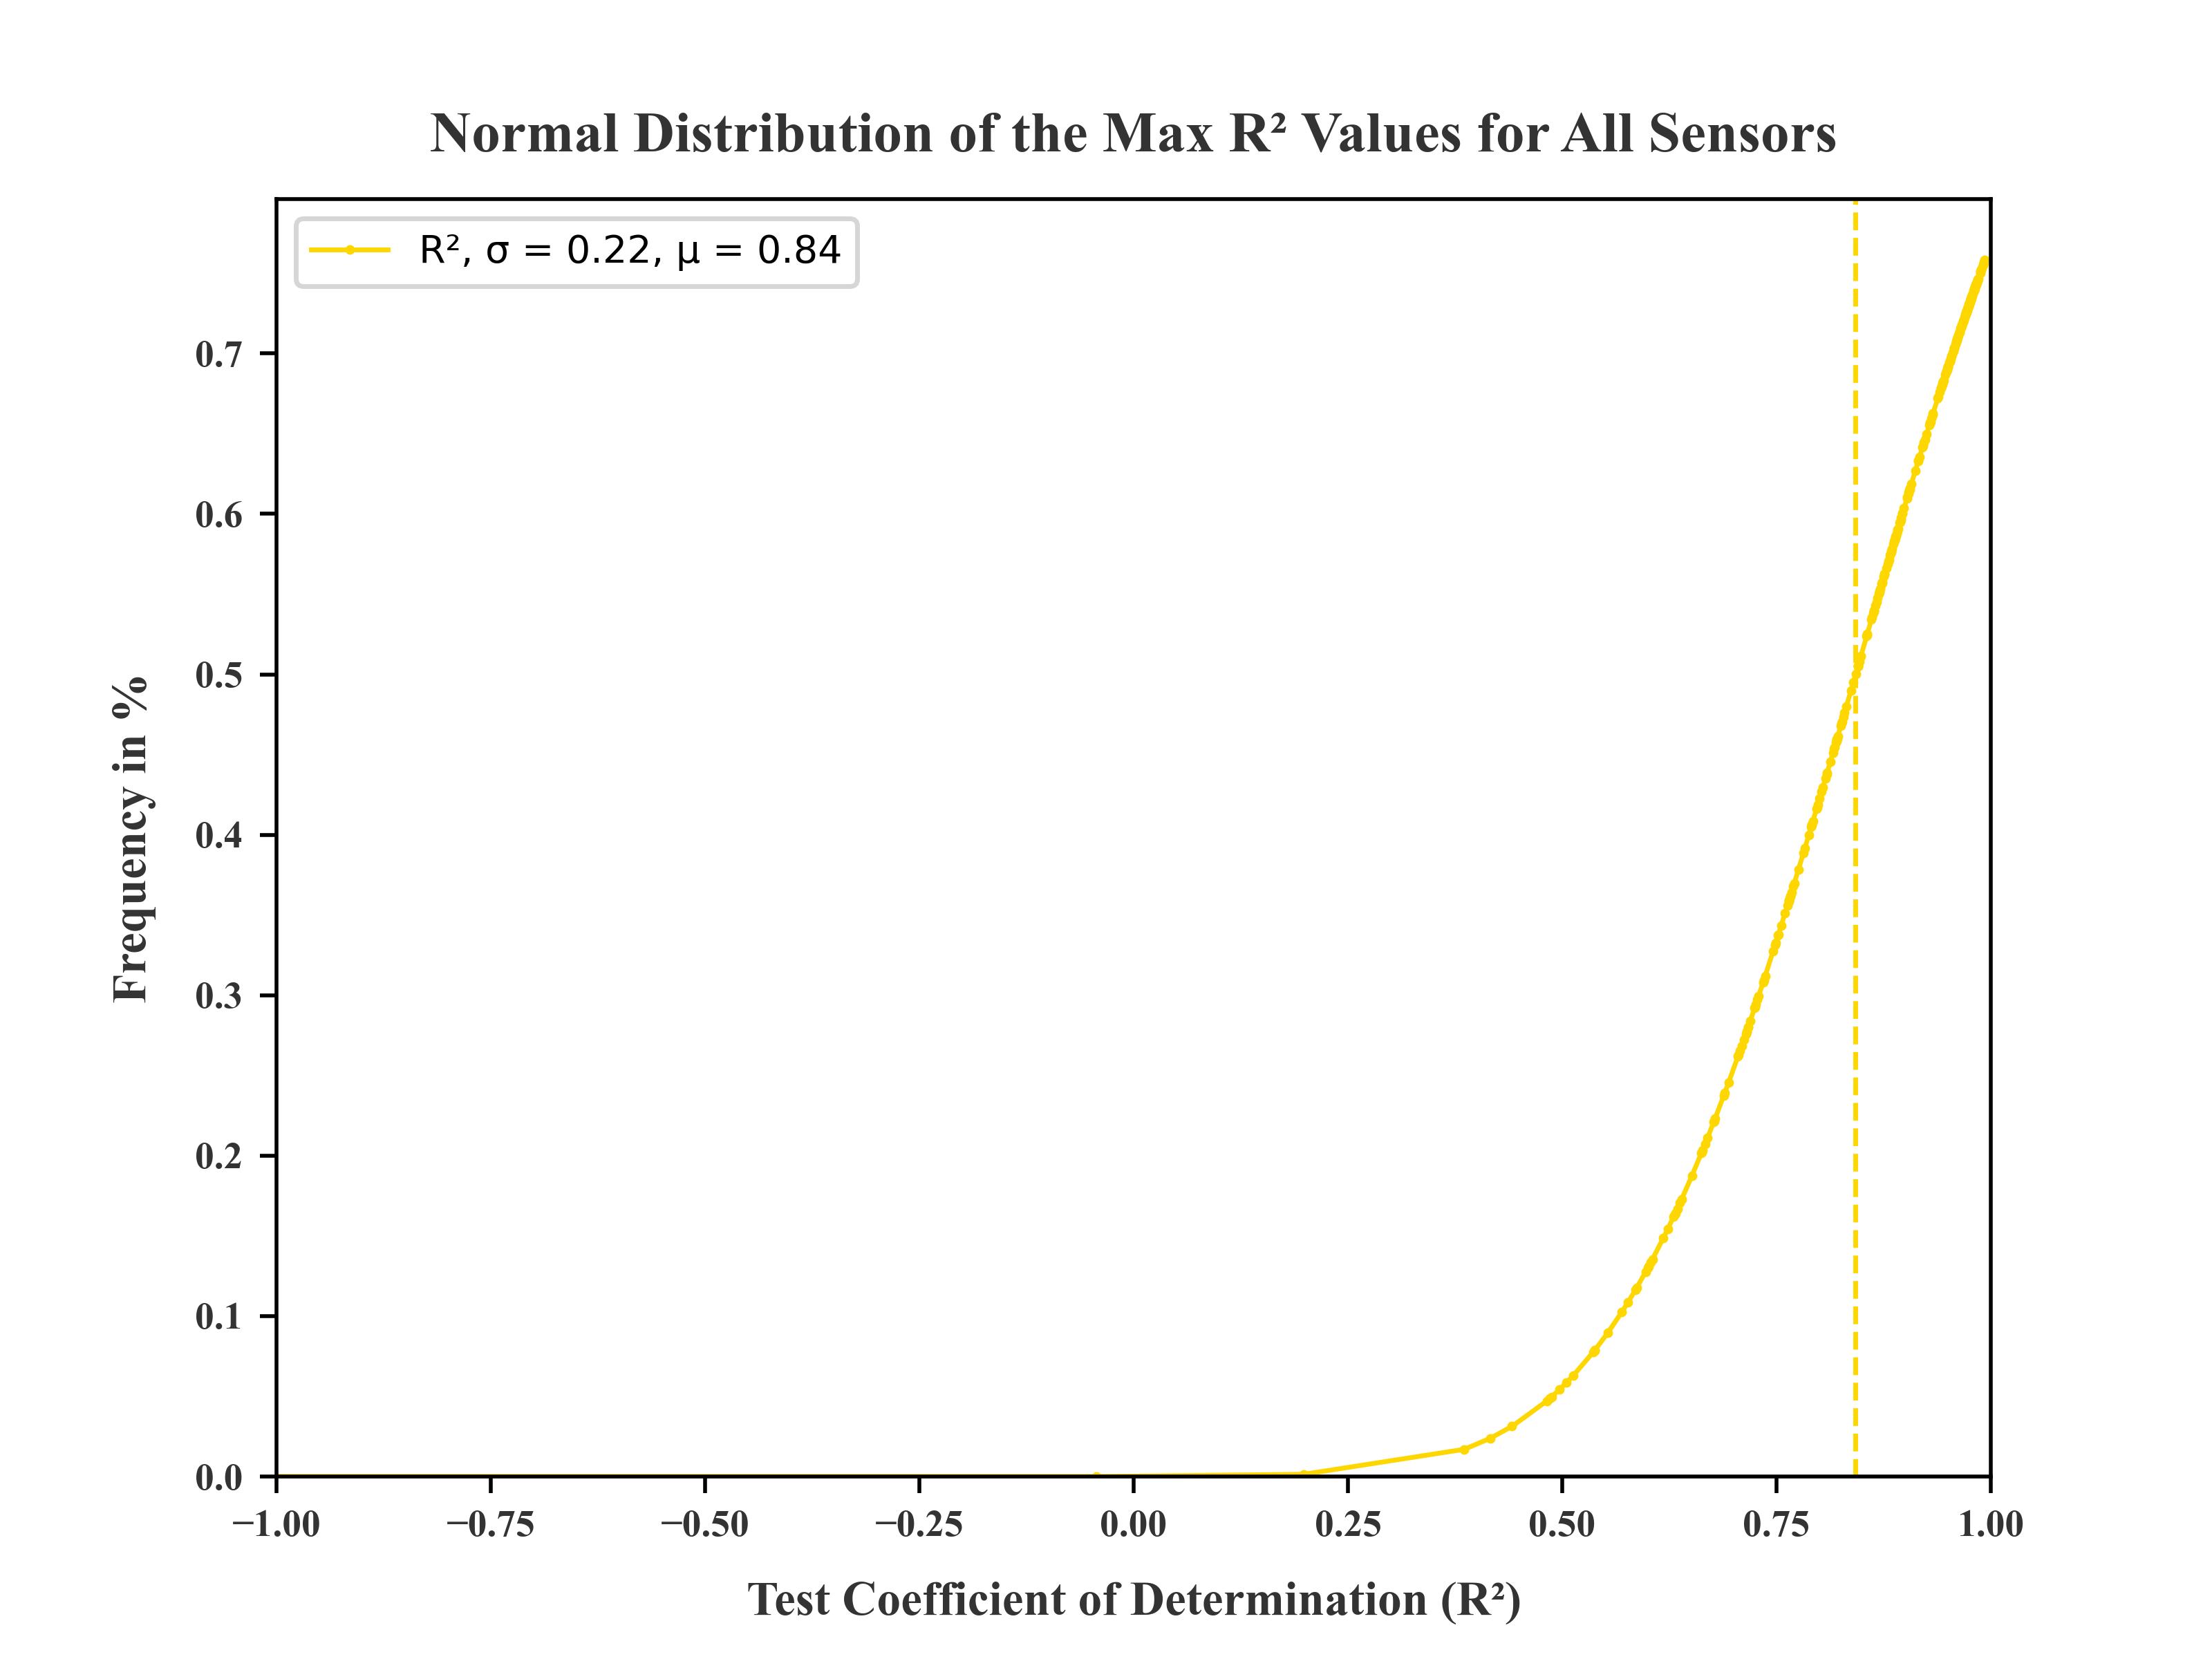 Normal Distribution of the Max R² Values for All Sensors
R², σ = 0.22, μ = 0.84
0.7
0.6
0.5
0.4
0.3
0.2
0.1
0.0
Frequency in %
−1.00 −0.75 −0.50 −0.25 0.00 0.25 0.50 0.75 1.00
Test Coefficient of Determination (R²)